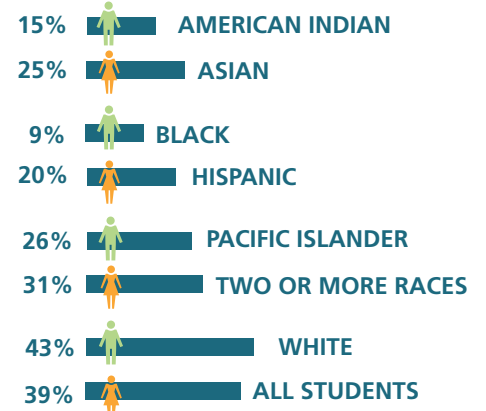 15% AMERICAN INDIAN
25% ASIAN
9% BLACK
20% HISPANIC
26% PACIFIC ISLANDER
31% TWO OR MORE RACES
43% WHITE
39% ALL STUDENTS